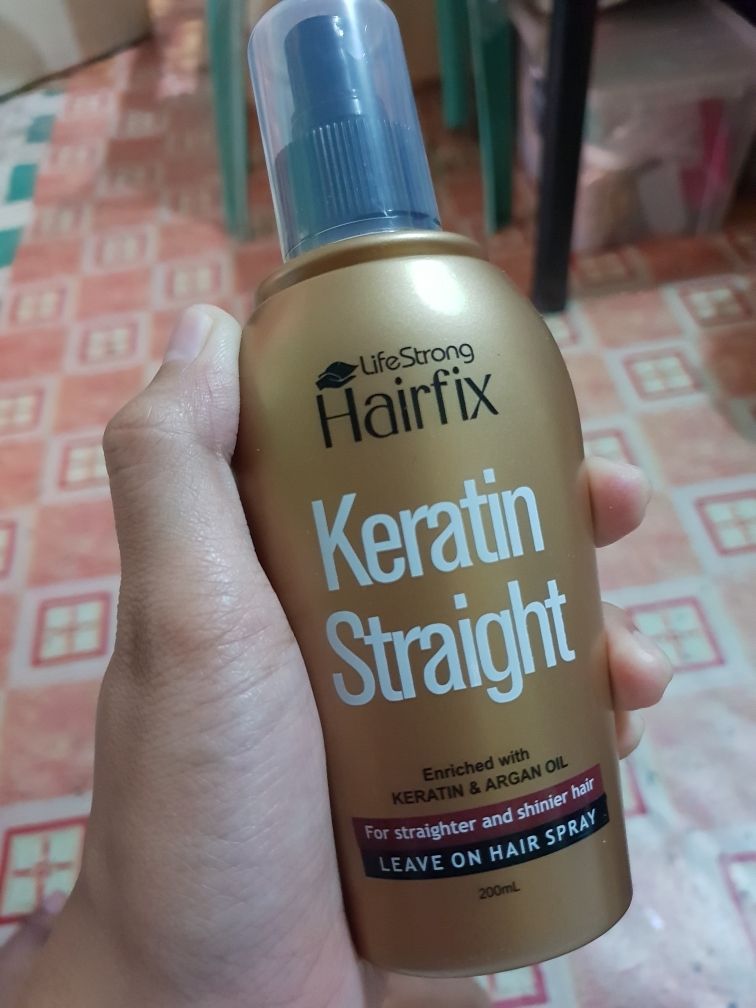 LifeStrong
Hairfix
Keratin
Straight
Enriched with
KERATIN & ARGAN OIL
For straighter and shinier hair
LEAVE ON HAIR SPRAY
200mL